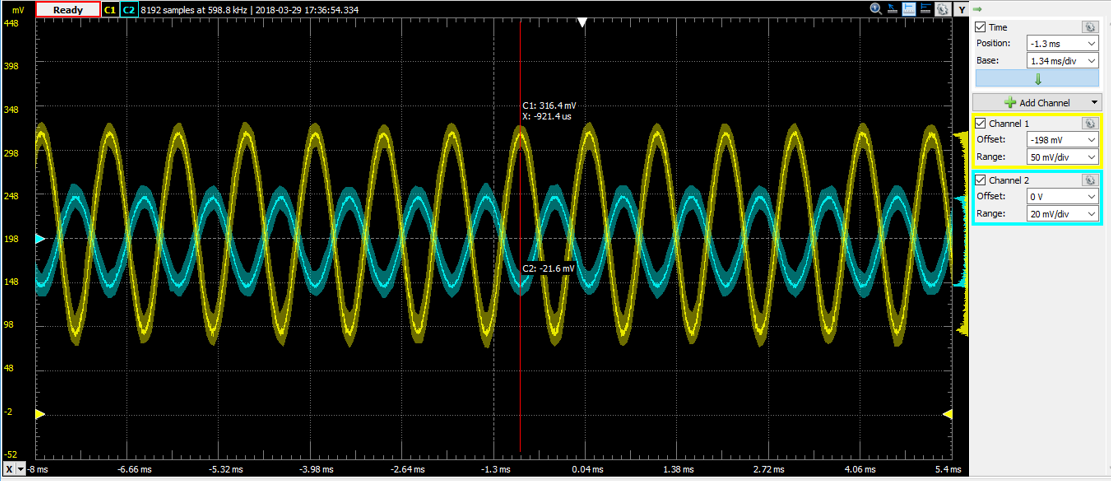 mV Ready C1 C2 8192 samples at 598.8 kHz | 2018-03-29 17:36:54.334 Y
448
398
348
298
248
198
148
98
48
-2
-52
C1: 316.4 mV
X: -921.4 us
C2: -21.6 mV
X -8 ms -6.66 ms -5.32 ms -3.98 ms -2.64 ms -1.3 ms 0.04 ms 1.38 ms 2.72 ms 4.06 ms 5.4 ms
Time
Position: -1.3 ms
Base: 1.34 ms/div
Add Channel
Channel 1
Offset: -198 mV
Range: 50 mV/div
Channel 2
Offset: 0 V
Range: 20 mV/div